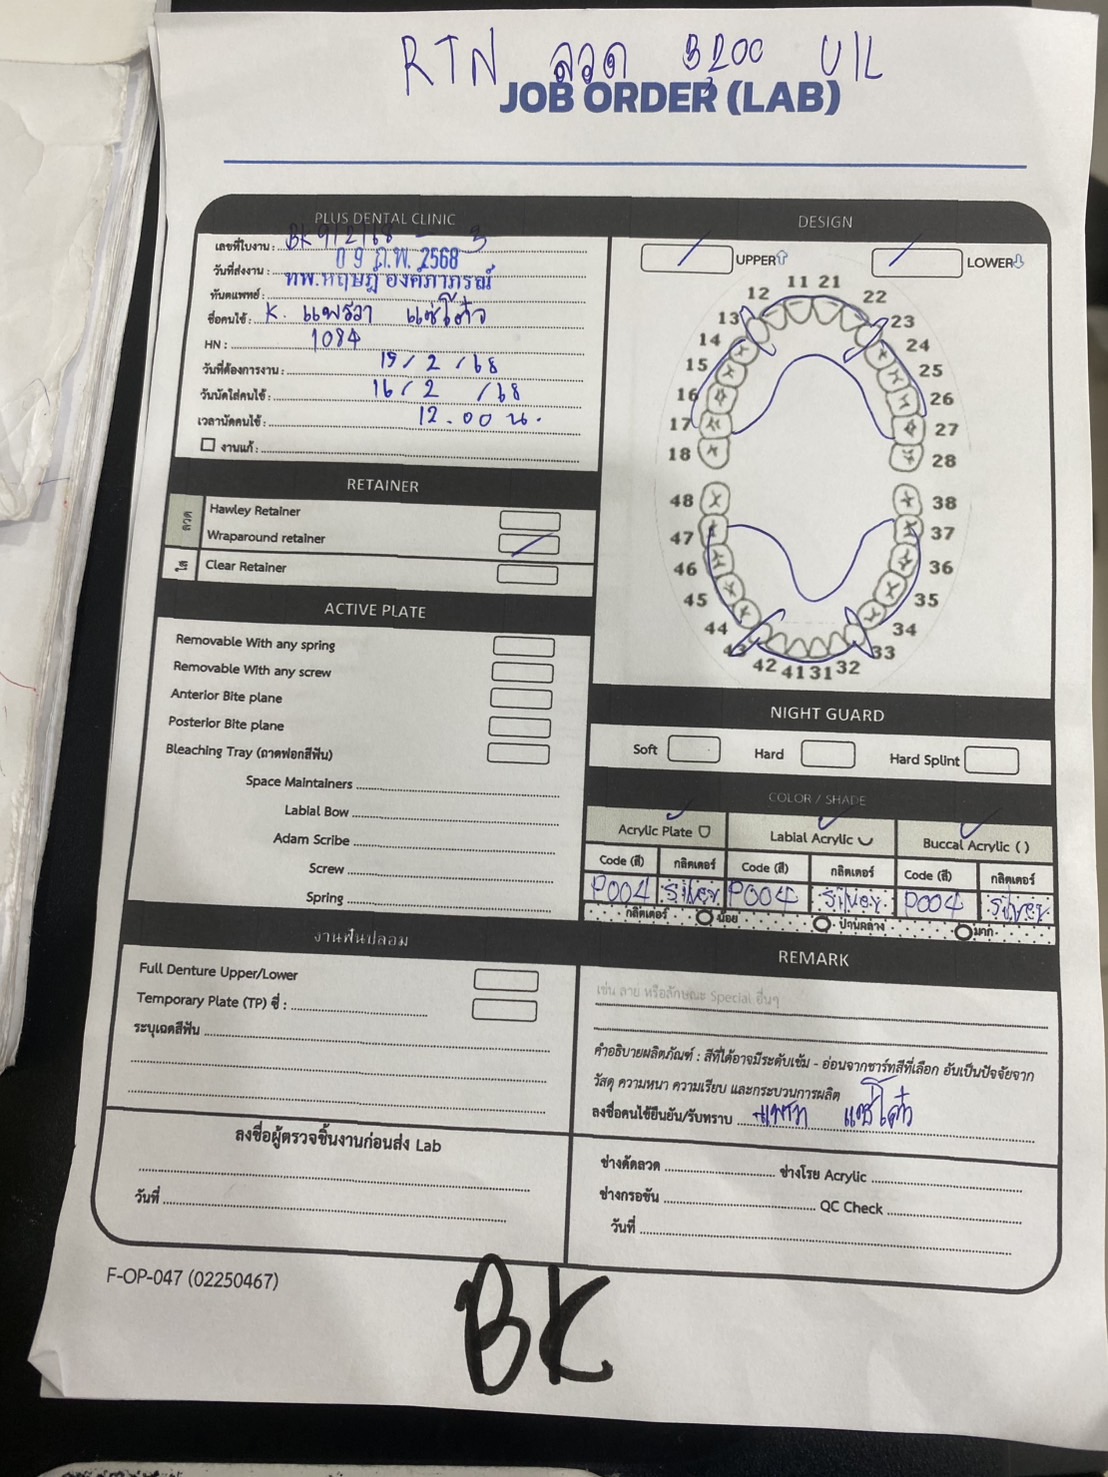 RTN ลวด 3,200 U/L
JOB ORDER (LAB)
PLUS DENTAL CLINIC
เลขที่ใบงาน : BK 9/2/68 - 3
วันที่ส่งงาน : 09 ก.พ. 2568
ทันตแพทย์ : ทพ.กฤษฎิ์ องศ์ภาภรณ์
ชื่อคนไข้ : K. แพรวา แซ่โค้ว
HN : 1084
วันที่ต้องการงาน : 15/2/68
วันนัดใส่คนไข้ : 16/2/68
เวลานัดคนไข้ : 12.00 น.
งานแก้ :
DESIGN
UPPER
LOWER
11 21
12 22
13 23
14 24
15 25
16 26
17 27
18 28
48 38
47 37
46 36
45 35
44 34
43 33
42 41 31 32
RETAINER
ลวด
Hawley Retainer
Wraparound retainer
ใส
Clear Retainer
ACTIVE PLATE
Removable With any spring
Removable With any screw
Anterior Bite plane
Posterior Bite plane
Bleaching Tray (ถาดฟอกสีฟัน)
Space Maintainers
Labial Bow
Adam Scribe
Screw
Spring
NIGHT GUARD
Soft Hard Hard Splint
COLOR / SHADE
Acrylic Plate Labial Acrylic Buccal Acrylic ( )
Code (สี) กลิตเตอร์ Code (สี) กลิตเตอร์ Code (สี) กลิตเตอร์
P004 Silver P004 Silver P004 Silver
กลิตเตอร์ น้อย ปานกลาง มาก
งานฟันปลอม
Full Denture Upper/Lower
Temporary Plate (TP) ซี่ :
ระบุเฉดสีฟัน
REMARK
เช่น ลาย หรือลักษณะ Special อื่นๆ
คำอธิบายผลิตภัณฑ์ : สีที่ได้อาจมีระดับเข้ม - อ่อนจากชาร์ทสีที่เลือก อันเป็นปัจจัยจาก
วัสดุ ความหนา ความเรียบ และกระบวนการผลิต
ลงชื่อคนไข้ยืนยัน/รับทราบ แพรวา แซ่โค้ว
ลงชื่อผู้ตรวจชิ้นงานก่อนส่ง Lab
วันที่
ช่างดัดลวด ช่างโรย Acrylic
ช่างกรอขัน QC Check
วันที่
F-OP-047 (02250467)
BK